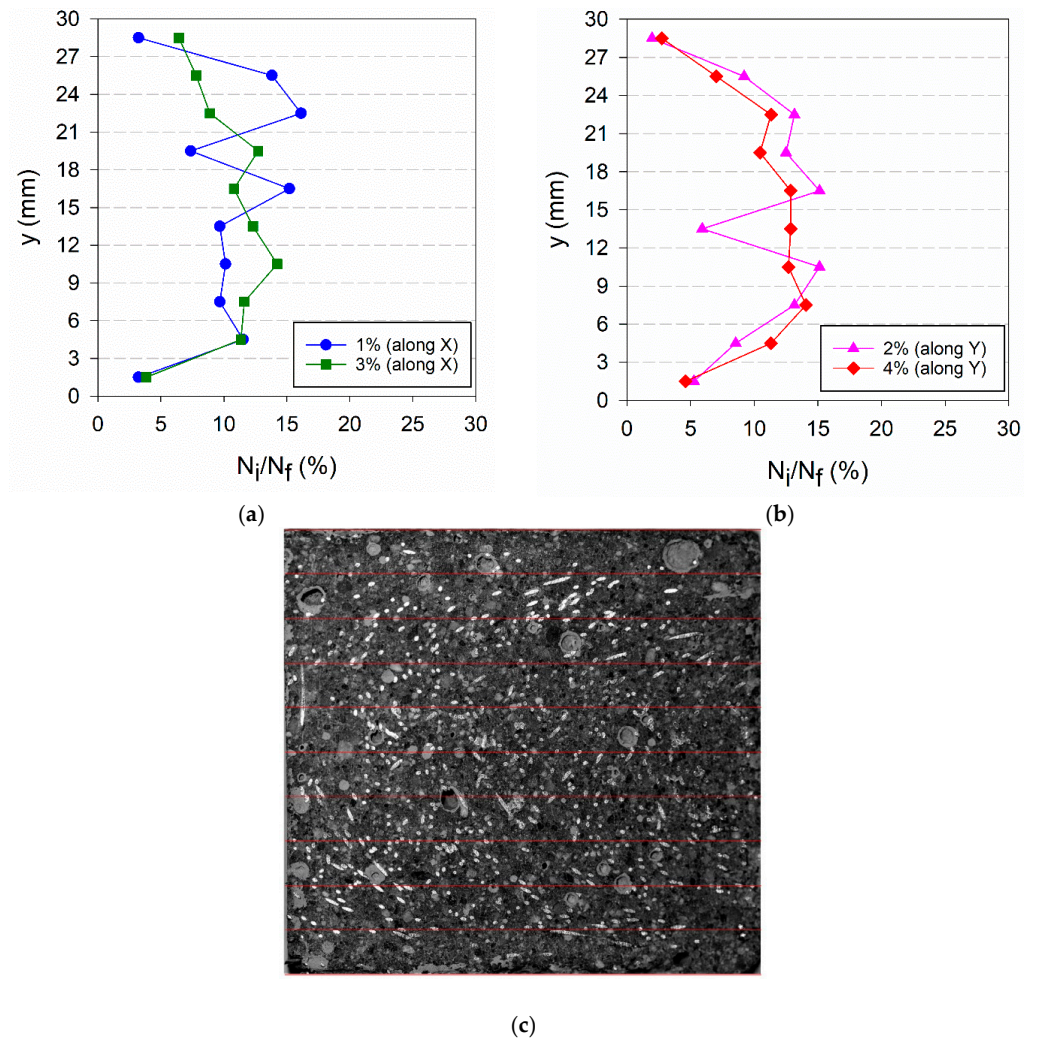 30
27
24
21
18
15
12
9
6
3
0
y (mm)
1% (along X)
3% (along X)
0 5 10 15 20 25 30
Ni/Nf (%)
(a)
30
27
24
21
18
15
12
9
6
3
0
y (mm)
2% (along Y)
4% (along Y)
0 5 10 15 20 25 30
Ni/Nf (%)
(b)
(c)